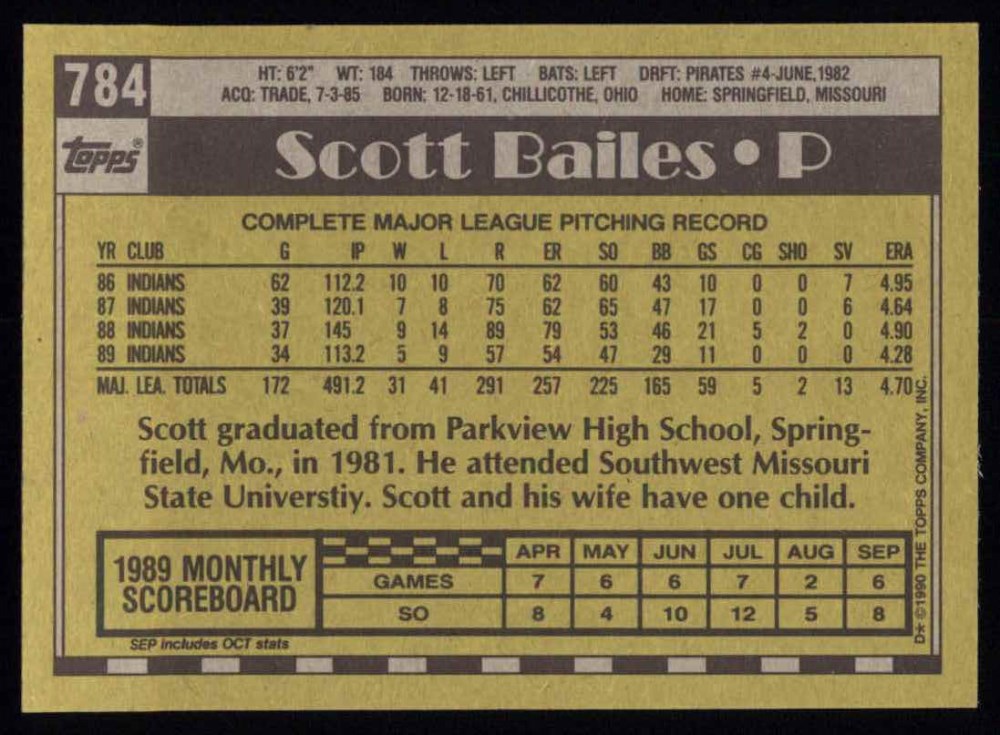 784
HT: 6'2" WT: 184 THROWS: LEFT BATS: LEFT DRFT: PIRATES #4-JUNE,1982
ACQ: TRADE, 7-3-85 BORN: 12-18-61, CHILLICOTHE, OHIO HOME: SPRINGFIELD, MISSOURI
topps®
Scott Bailes • P
COMPLETE MAJOR LEAGUE PITCHING RECORD
YR CLUB G IP W L R ER SO BB GS CG SHO SV ERA
86 INDIANS 62 112.2 10 10 70 62 60 43 10 0 0 7 4.95
87 INDIANS 39 120.1 7 8 75 62 65 47 17 0 0 6 4.64
88 INDIANS 37 145 9 14 89 79 53 46 21 5 2 0 4.90
89 INDIANS 34 113.2 5 9 57 54 47 29 11 0 0 0 4.28
MAJ. LEA. TOTALS 172 491.2 31 41 291 257 225 165 59 5 2 13 4.70
Scott graduated from Parkview High School, Spring-
field, Mo., in 1981. He attended Southwest Missouri
State Universtiy. Scott and his wife have one child.
1989 MONTHLY
SCOREBOARD
APR MAY JUN JUL AUG SEP
GAMES 7 6 6 7 2 6
SO 8 4 10 12 5 8
SEP includes OCT stats
D* ©1990 THE TOPPS COMPANY, INC.